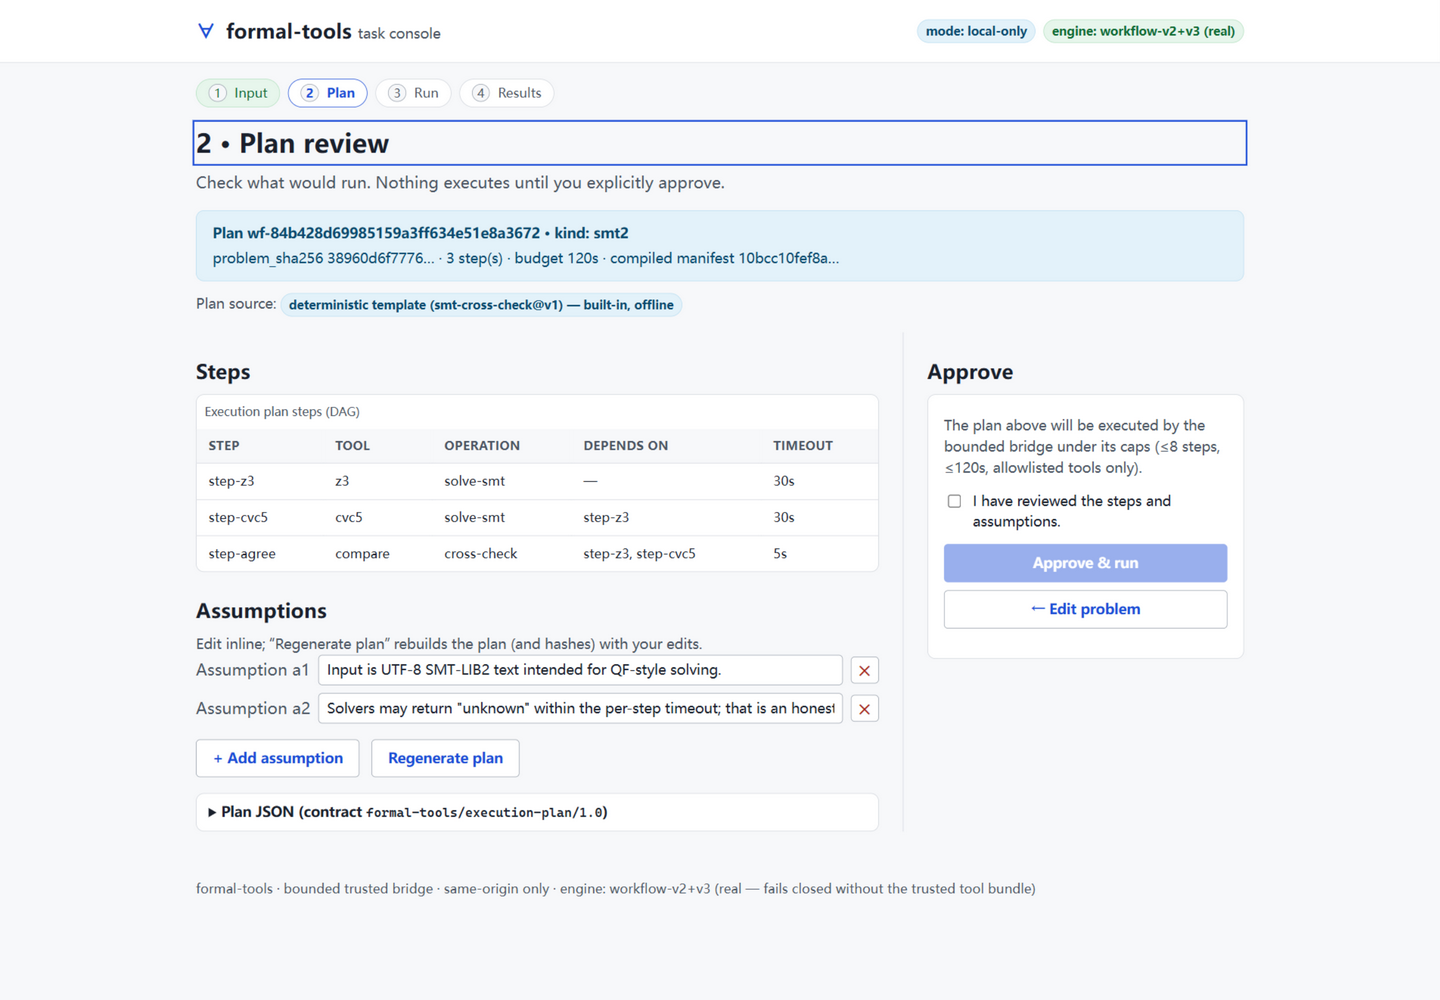 ∀ formal-tools task console
mode: local-only
engine: workflow-v2+v3 (real)
1 Input
2 Plan
3 Run
4 Results
2 • Plan review
Check what would run. Nothing executes until you explicitly approve.
Plan wf-84b428d69985159a3ff634e51e8a3672 • kind: smt2
problem_sha256 38960d6f7776... · 3 step(s) · budget 120s · compiled manifest 10bcc10fef8a...
Plan source: deterministic template (smt-cross-check@v1) — built-in, offline
Steps
Execution plan steps (DAG)
STEP TOOL OPERATION DEPENDS ON TIMEOUT
step-z3 z3 solve-smt — 30s
step-cvc5 cvc5 solve-smt step-z3 30s
step-agree compare cross-check step-z3, step-cvc5 5s
Assumptions
Edit inline; “Regenerate plan” rebuilds the plan (and hashes) with your edits.
Assumption a1 Input is UTF-8 SMT-LIB2 text intended for QF-style solving. ×
Assumption a2 Solvers may return "unknown" within the per-step timeout; that is an honest ×
+ Add assumption
Regenerate plan
▶ Plan JSON (contract formal-tools/execution-plan/1.0)
Approve
The plan above will be executed by the
bounded bridge under its caps (≤8 steps,
≤120s, allowlisted tools only).
I have reviewed the steps and
assumptions.
Approve & run
← Edit problem
formal-tools · bounded trusted bridge · same-origin only · engine: workflow-v2+v3 (real — fails closed without the trusted tool bundle)